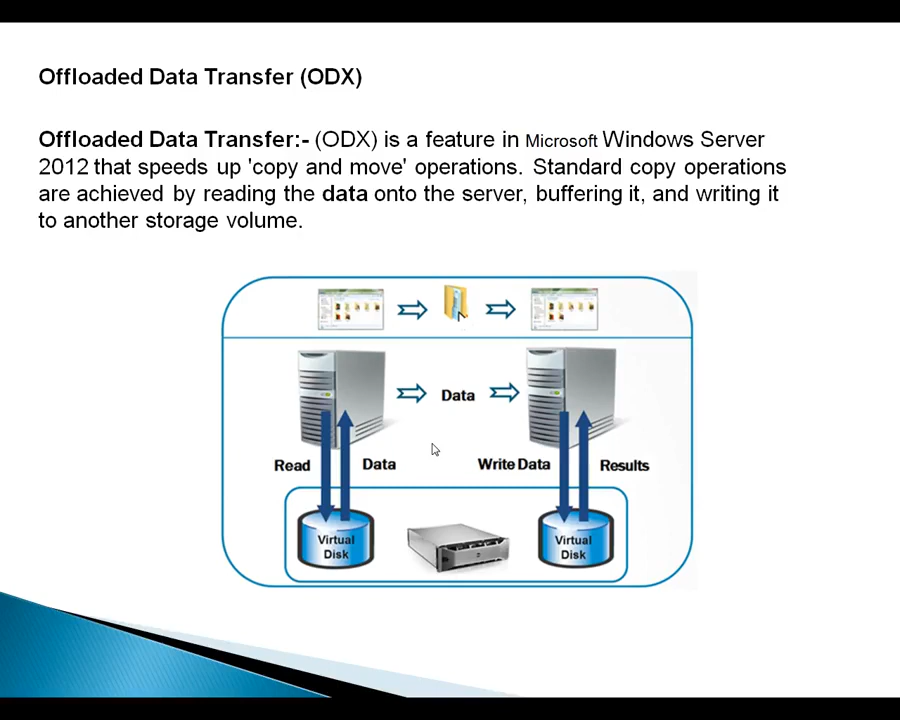 Offloaded Data Transfer (ODX)
Offloaded Data Transfer:- (ODX) is a feature in Microsoft Windows Server
2012 that speeds up 'copy and move' operations. Standard copy operations
are achieved by reading the data onto the server, buffering it, and writing it
to another storage volume.
Data
Read Data Write Data Results
Virtual Virtual
Disk Disk